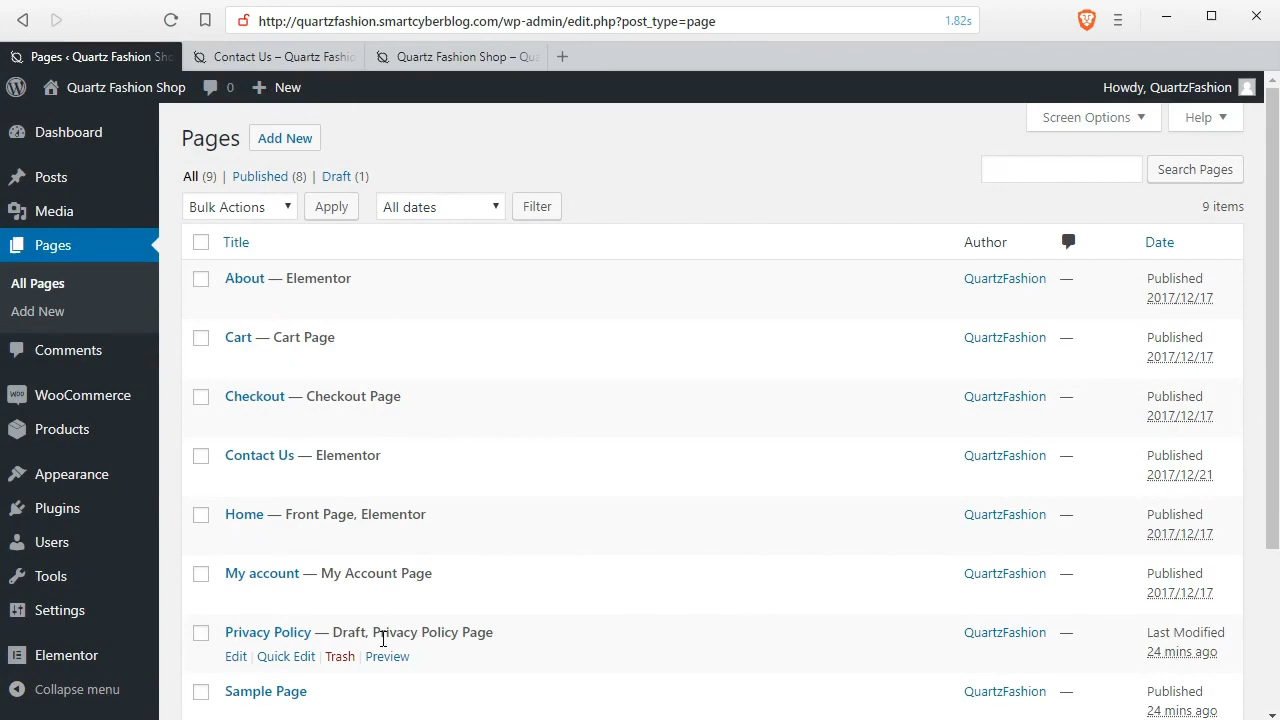 http://quartzfashion.smartcyberblog.com/wp-admin/edit.php?post_type=page 1.82s
Pages ‹ Quartz Fashion Sh Contact Us – Quartz Fashi Quartz Fashion Shop – Qu
Quartz Fashion Shop 0 New Howdy, QuartzFashion
Screen Options Help
Dashboard
Posts
Media
Pages
All Pages
Add New
Comments
WooCommerce
Products
Appearance
Plugins
Users
Tools
Settings
Elementor
Collapse menu
Pages Add New
All (9) | Published (8) | Draft (1) Search Pages
Bulk Actions Apply All dates Filter 9 items
Title Author Date
About — Elementor QuartzFashion — Published
2017/12/17
Cart — Cart Page QuartzFashion — Published
2017/12/17
Checkout — Checkout Page QuartzFashion — Published
2017/12/17
Contact Us — Elementor QuartzFashion — Published
2017/12/21
Home — Front Page, Elementor QuartzFashion — Published
2017/12/17
My account — My Account Page QuartzFashion — Published
2017/12/17
Privacy Policy — Draft, Privacy Policy Page QuartzFashion — Last Modified
Edit | Quick Edit | Trash | Preview 24 mins ago
Sample Page QuartzFashion — Published
24 mins ago